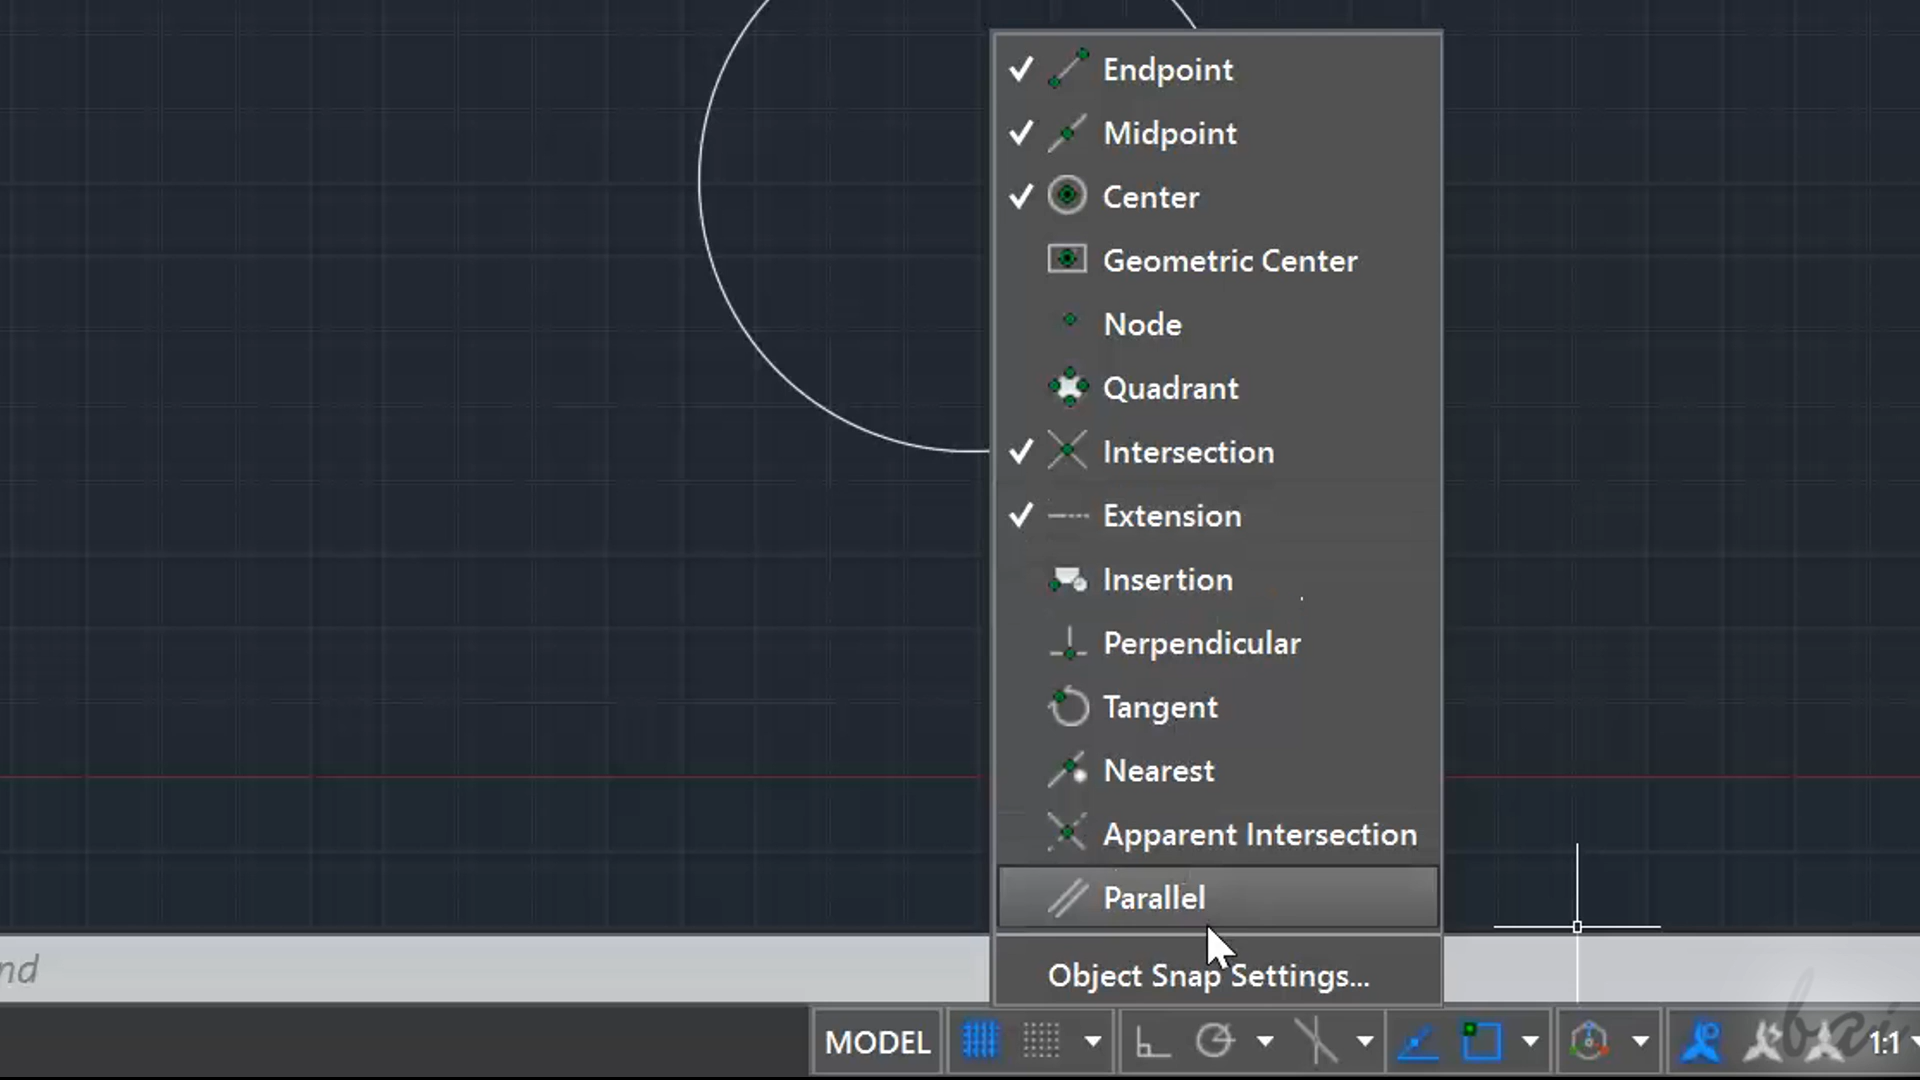 Endpoint
Midpoint
Center
Geometric Center
Node
Quadrant
Intersection
Extension
Insertion
Perpendicular
Tangent
Nearest
Apparent Intersection
Parallel
nd
Object Snap Settings...
MODEL
1:1